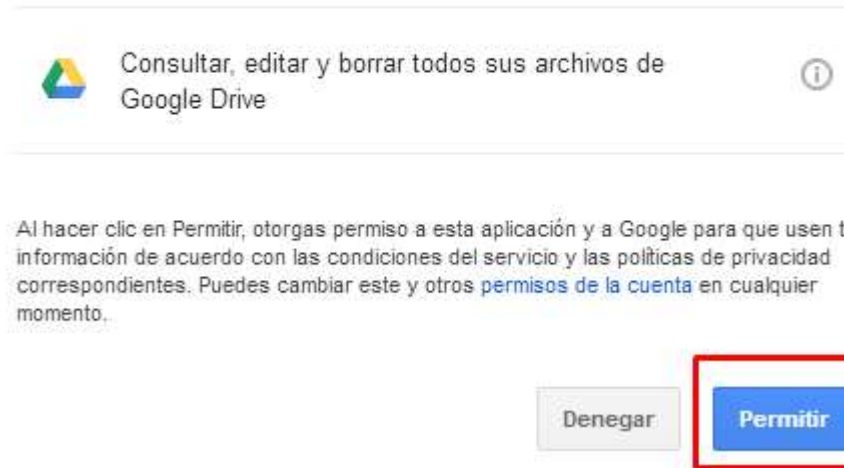 Consultar, editar y borrar todos sus archivos de
Google Drive
Al hacer clic en Permitir, otorgas permiso a esta aplicación y a Google para que usen
información de acuerdo con las condiciones del servicio y las políticas de privacidad
correspondientes. Puedes cambiar este y otros permisos de la cuenta en cualquier
momento.
Denegar
Permitir